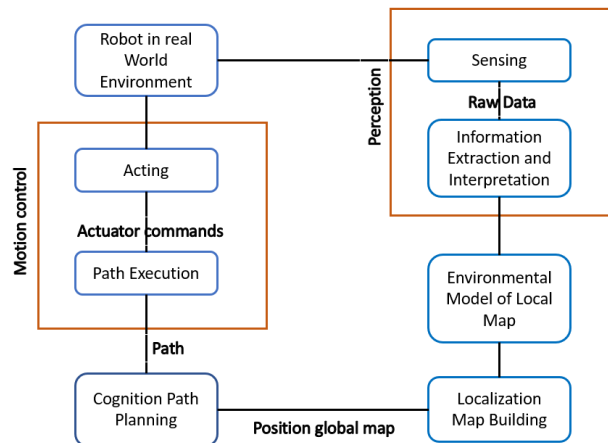 Robot in real
World
Environment
Sensing
Raw Data
Perception
Information
Extraction and
Interpretation
Motion control
Acting
Actuator commands
Path Execution
Environmental
Model of Local
Map
Path
Cognition Path
Planning
Position global map
Localization
Map Building